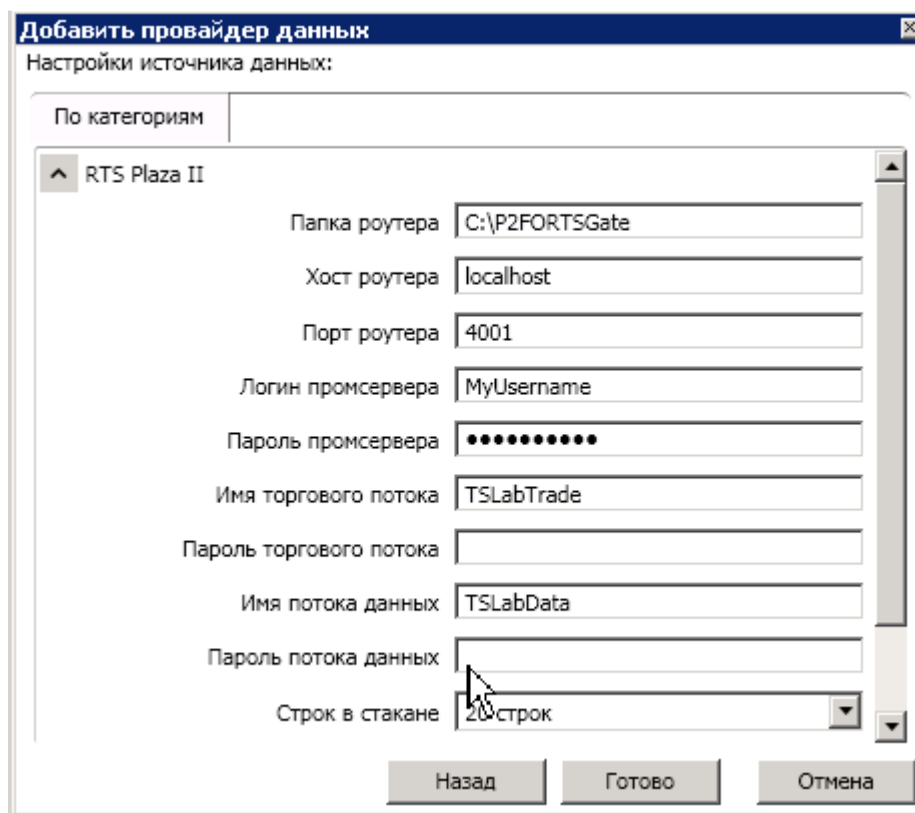 Добавить провайдер данных
Настройки источника данных:
По категориям
RTS Plaza II
Папка роутера C:\P2FORTSGate
Хост роутера localhost
Порт роутера 4001
Логин промсервера MyUsername
Пароль промсервера ●●●●●●●●●●
Имя торгового потока TSLabTrade
Пароль торгового потока
Имя потока данных TSLabData
Пароль потока данных
Строк в стакане 20 строк
Назад Готово Отмена